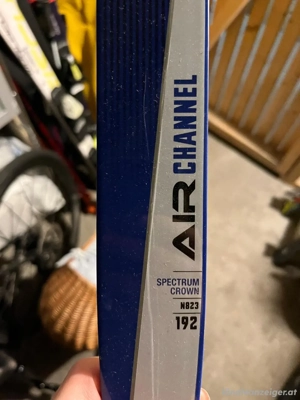 AIR CHANNEL
SPECTRUM
CROWN
N823
192